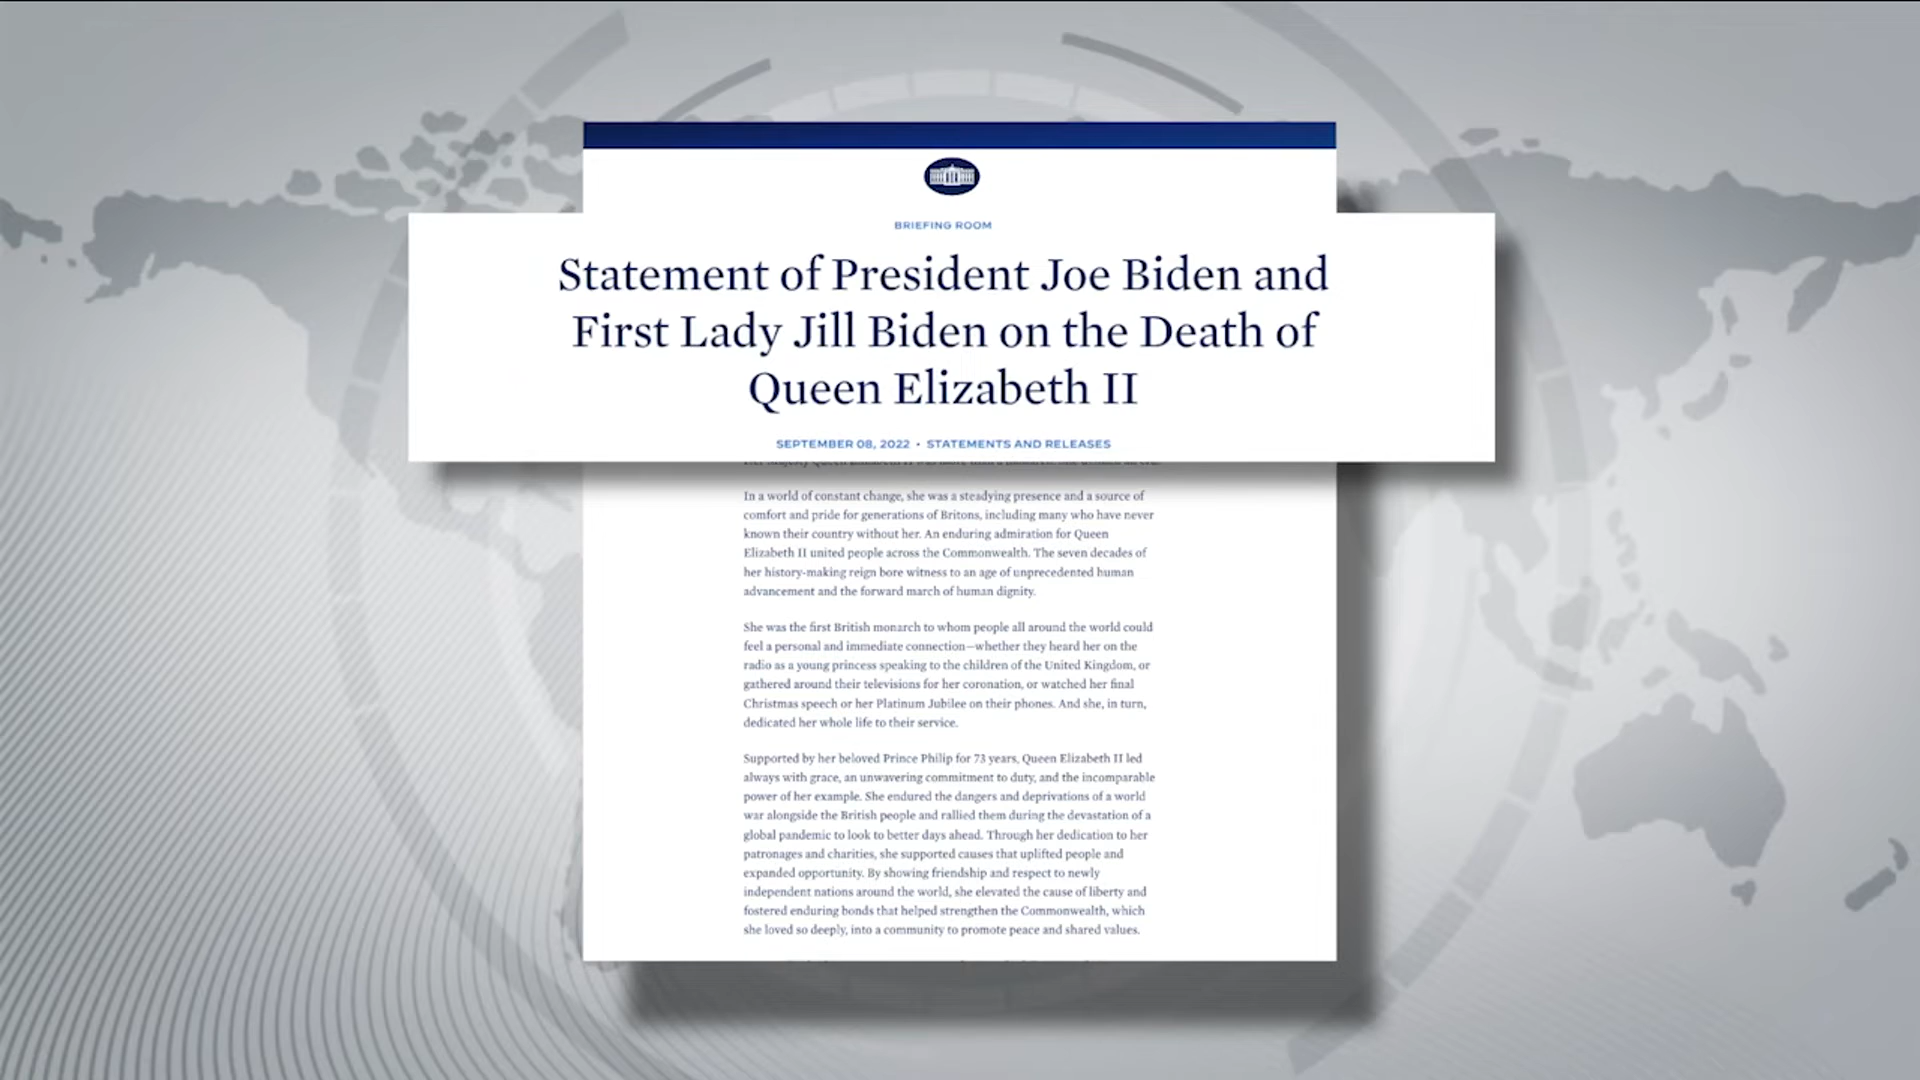 BRIEFING ROOM
Statement of President Joe Biden and
First Lady Jill Biden on the Death of
Queen Elizabeth II
SEPTEMBER 08, 2022 • STATEMENTS AND RELEASES
In a world of constant change, she was a steadying presence and a source of
comfort and pride for generations of Britons, including many who have never
known their country without her. An enduring admiration for Queen
Elizabeth II united people across the Commonwealth. The seven decades of
her history-making reign bore witness to an age of unprecedented human
advancement and the forward march of human dignity.
She was the first British monarch to whom people all around the world could
feel a personal and immediate connection—whether they heard her on the
radio as a young princess speaking to the children of the United Kingdom, or
gathered around their televisions for her coronation, or watched her final
Christmas speech or her Platinum Jubilee on their phones. And she, in turn,
dedicated her whole life to their service.
Supported by her beloved Prince Philip for 73 years, Queen Elizabeth II led
always with grace, an unwavering commitment to duty, and the incomparable
power of her example. She endured the dangers and deprivations of a world
war alongside the British people and rallied them during the devastation of a
global pandemic to look to better days ahead. Through her dedication to her
patronages and charities, she supported causes that uplifted people and
expanded opportunity. By showing friendship and respect to newly
independent nations around the world, she elevated the cause of liberty and
fostered enduring bonds that helped strengthen the Commonwealth, which
she loved so deeply, into a community to promote peace and shared values.